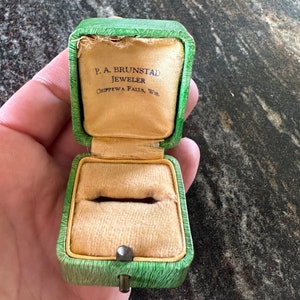 P. A. BRUNSTAD
JEWELER
CHIPPEWA FALLS, WIS.